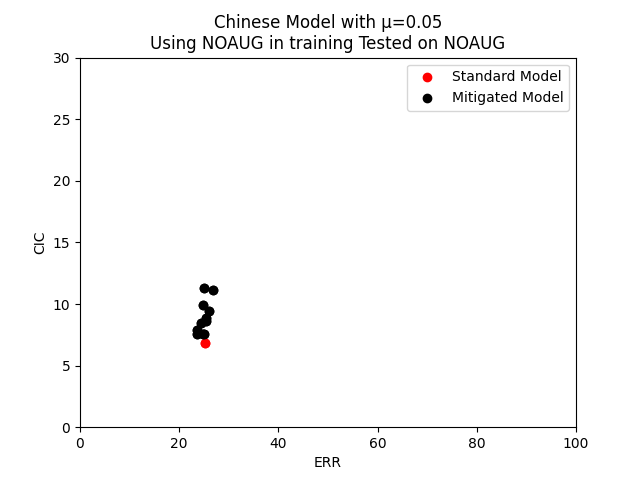 Chinese Model with μ=0.05
Using NOAUG in training Tested on NOAUG
30
25
20
15
10
5
0
CIC
Standard Model
Mitigated Model
0 20 40 60 80 100
ERR